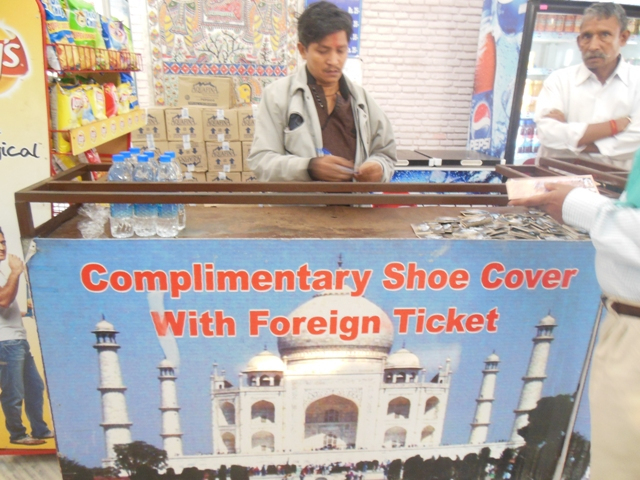 Complimentary Shoe Cover
With Foreign Ticket